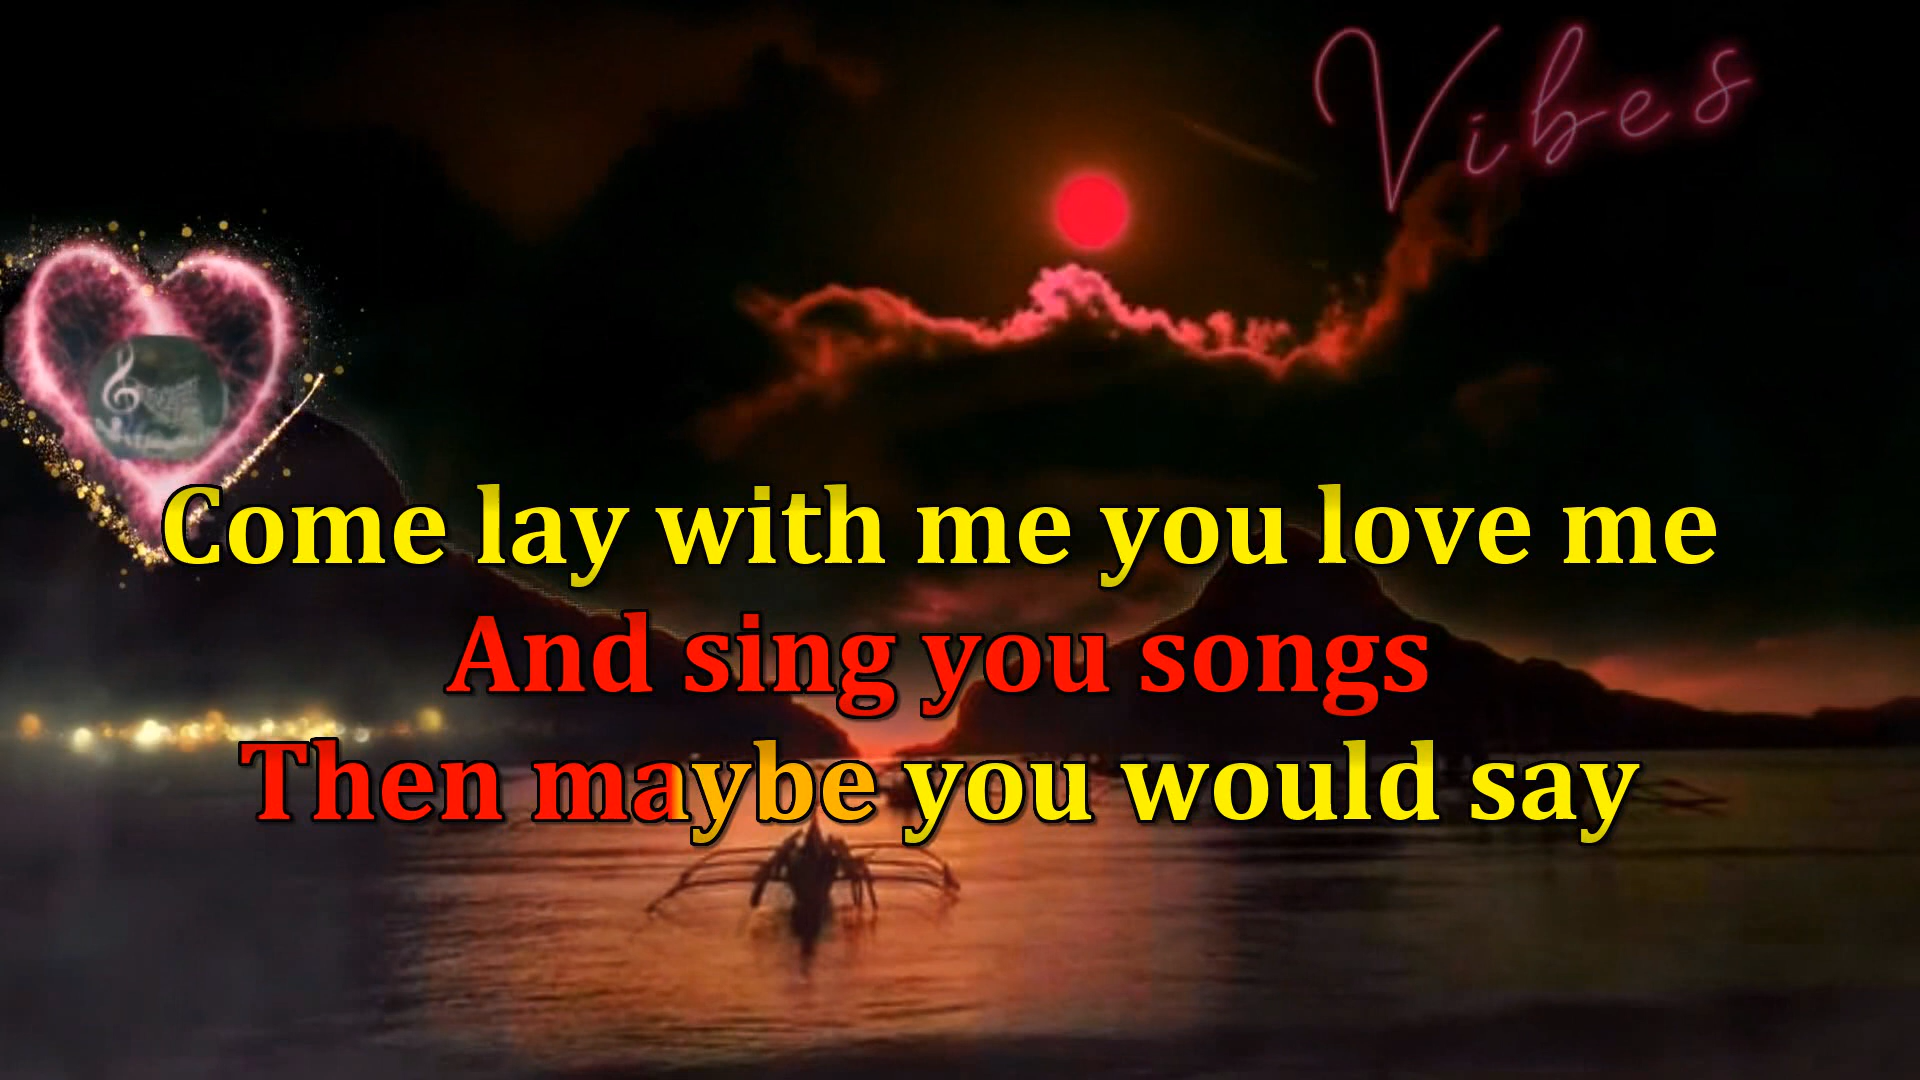 Vibes
Come lay with me you love me
And sing you songs
Then maybe you would say